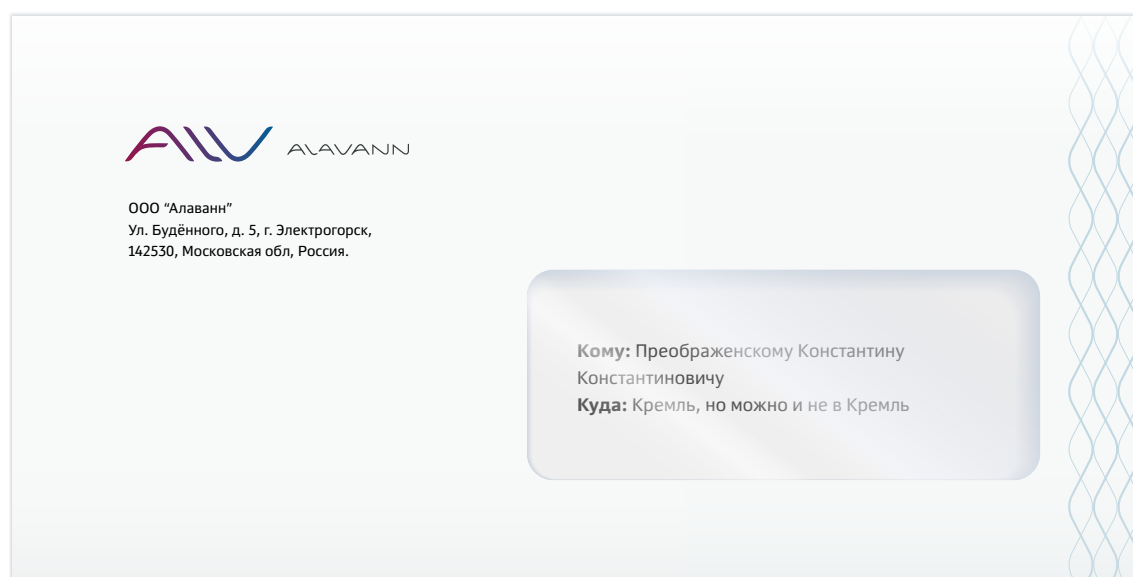 ALAVANN
ООО “Алаванн”
Ул. Будённого, д. 5, г. Электрогорск,
142530, Московская обл, Россия.
Кому: Преображенскому Константину
Константиновичу
Куда: Кремль, но можно и не в Кремль